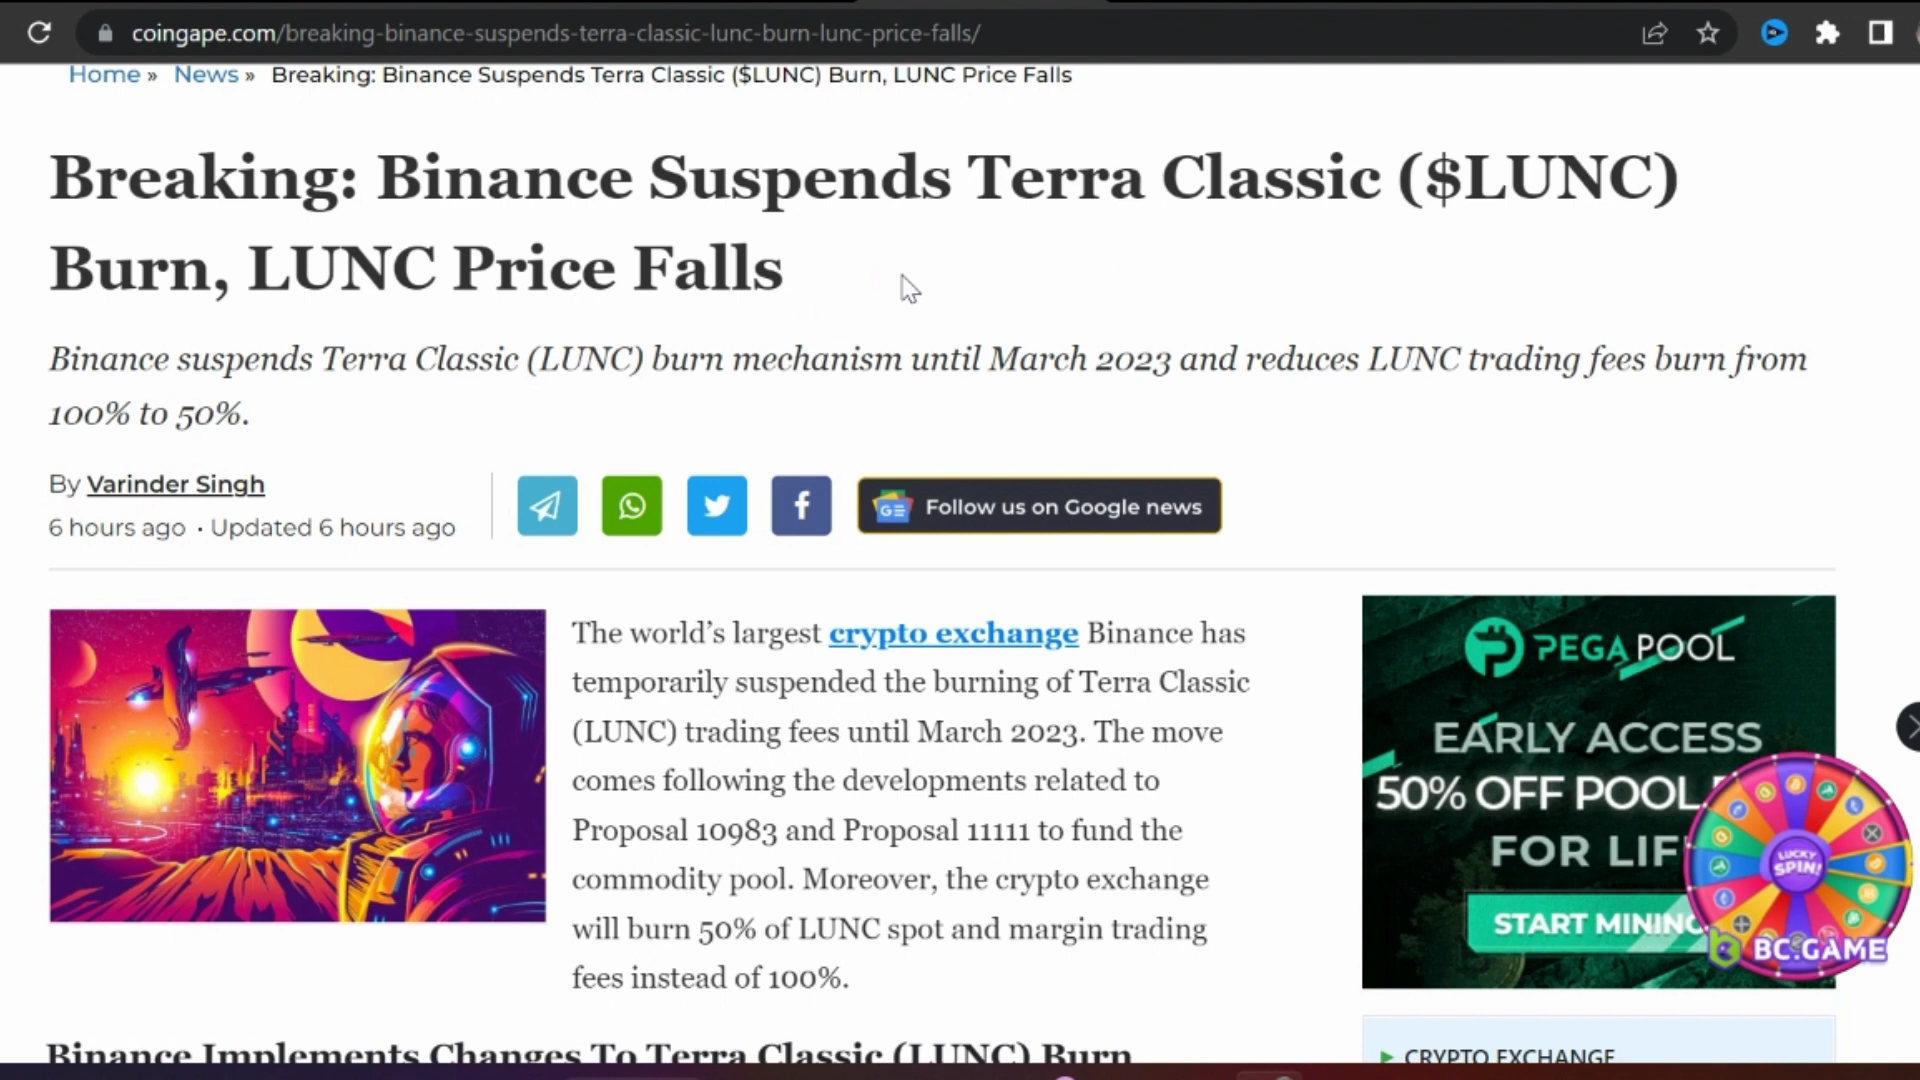 coingape.com/breaking-binance-suspends-terra-classic-lunc-burn-lunc-price-falls/
Home » News » Breaking: Binance Suspends Terra Classic ($LUNC) Burn, LUNC Price Falls
Breaking: Binance Suspends Terra Classic ($LUNC)
Burn, LUNC Price Falls
Binance suspends Terra Classic (LUNC) burn mechanism until March 2023 and reduces LUNC trading fees burn from
100% to 50%.
By Varinder Singh
6 hours ago · Updated 6 hours ago
GE Follow us on Google news
The world's largest crypto exchange Binance has
temporarily suspended the burning of Terra Classic
(LUNC) trading fees until March 2023. The move
comes following the developments related to
Proposal 10983 and Proposal 11111 to fund the
commodity pool. Moreover, the crypto exchange
will burn 50% of LUNC spot and margin trading
fees instead of 100%.
PEGA POOL
EARLY ACCESS
50% OFF POOL
FOR LIF
START MINING
LUCKY
SPIN!
BC.GAME
Binance Implements Changes To Terra Classic (LUNC) Burn
CRYPTO EXCHANGE